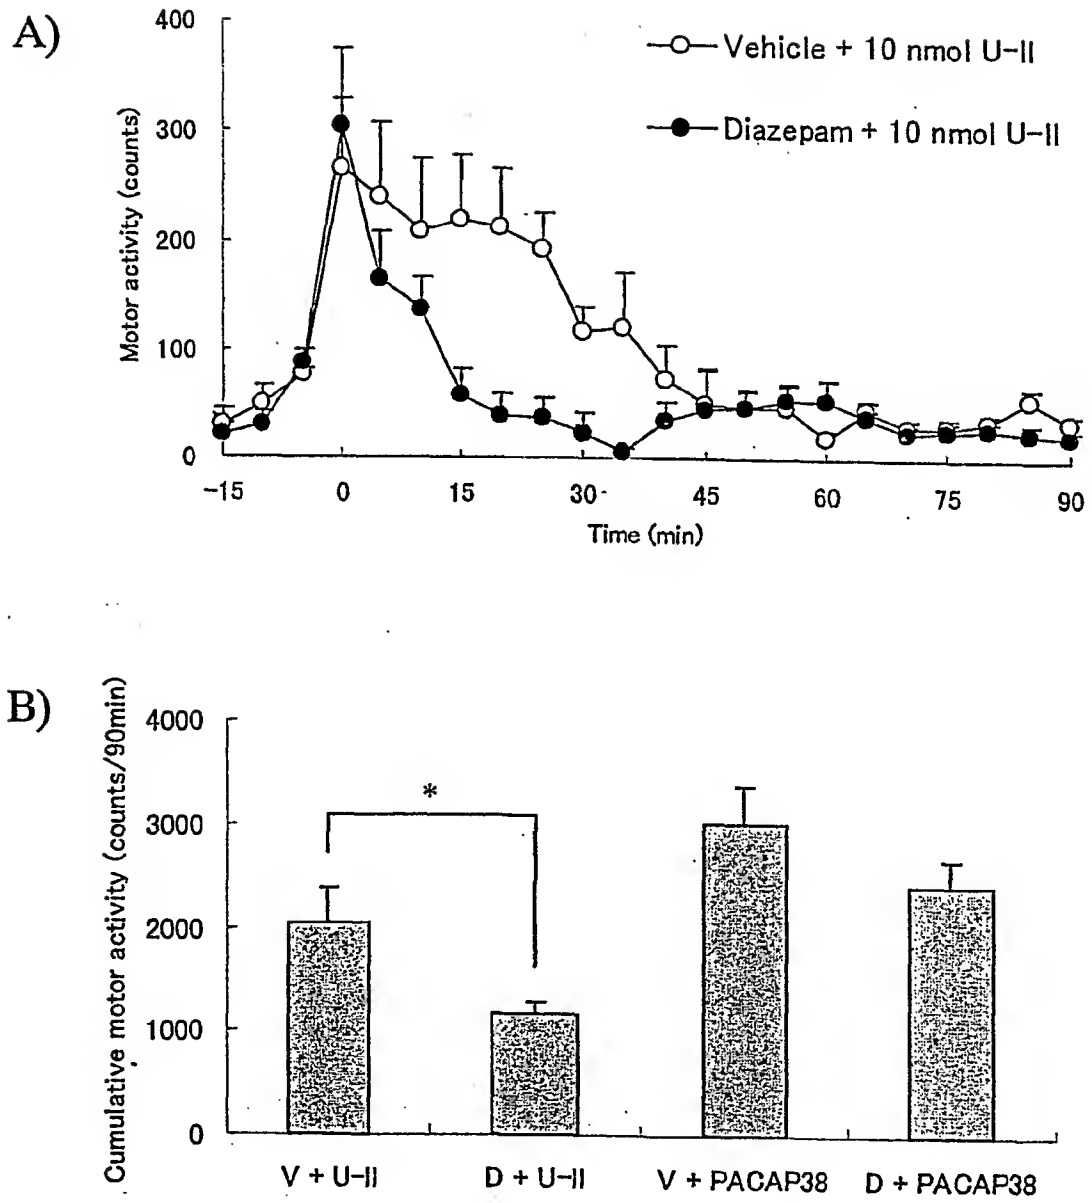 A)
400
300
200
100
0
Motor activity (counts)
Vehicle + 10 nmol U-II
Diazepam + 10 nmol U-II
-15 0 15 30 45 60 75 90
Time (min)
B)
4000
3000
2000
1000
0
Cumulative motor activity (counts/90min)
*
V + U-II D + U-II V + PACAP38 D + PACAP38